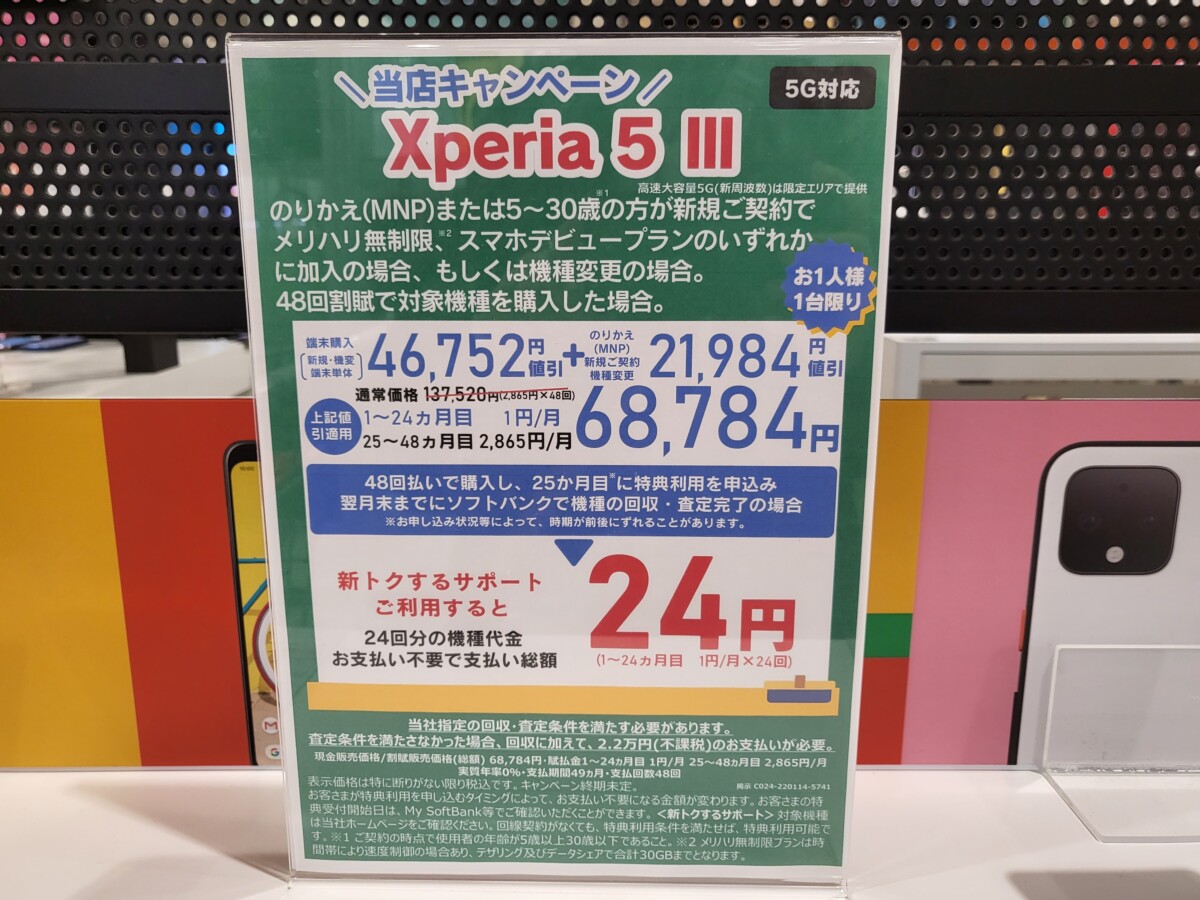 当店キャンペーン
5G対応
Xperia 5 III
高速大容量5G(新周波数)は限定エリアで提供
のりかえ(MNP)または5～30歳※1の方が新規ご契約で
メリハリ無制限、※2 スマホデビュープランのいずれか
に加入の場合、もしくは機種変更の場合。
48回割賦で対象機種を購入した場合。
お1人様
1台限り
端末購入
新規・機変
端末単体
46,752円値引
+
のりかえ
(MNP)
新規ご契約
機種変更
21,984円値引
通常価格 137,520円(2,865円×48回)
上記値
引適用
1～24ヵ月目 1円/月
25～48ヵ月目 2,865円/月
68,784円
48回払いで購入し、25か月目※に特典利用を申込み
翌月末までにソフトバンクで機種の回収・査定完了の場合
※お申し込み状況等によって、時期が前後にずれることがあります。
新トクするサポート
ご利用すると
24回分の機種代金
お支払い不要で支払い総額
24円
(1～24ヵ月目 1円/月×24回)
当社指定の回収・査定条件を満たす必要があります。
査定条件を満たさなかった場合、回収に加えて、2.2万円(不課税)のお支払いが必要。
現金販売価格/割賦販売価格(総額) 68,784円・賦払金1～24ヵ月目 1円/月 25～48ヵ月目 2,865円/月
実質年率0%・支払期間49ヵ月・支払回数48回
表示価格は特に断りがない限り税込です。キャンペーン終期未定。
掲示 C024-220114-5741
お客さまが特典利用を申し込むタイミングによって、お支払い不要になる金額が変わります。お客さまの特
典受付開始日は、My SoftBank等でご確認いただくことができます。＜新トクするサポート＞対象機種
は当社ホームページをご確認ください。回線契約がなくても、特典利用条件を満たせば、特典利用可能で
す。※1 ご契約の時点で使用者の年齢が5歳以上30歳以下であること。※2 メリハリ無制限プランは時
間帯により速度制御の場合あり、テザリング及びデータシェアで合計30GBまでとなります。